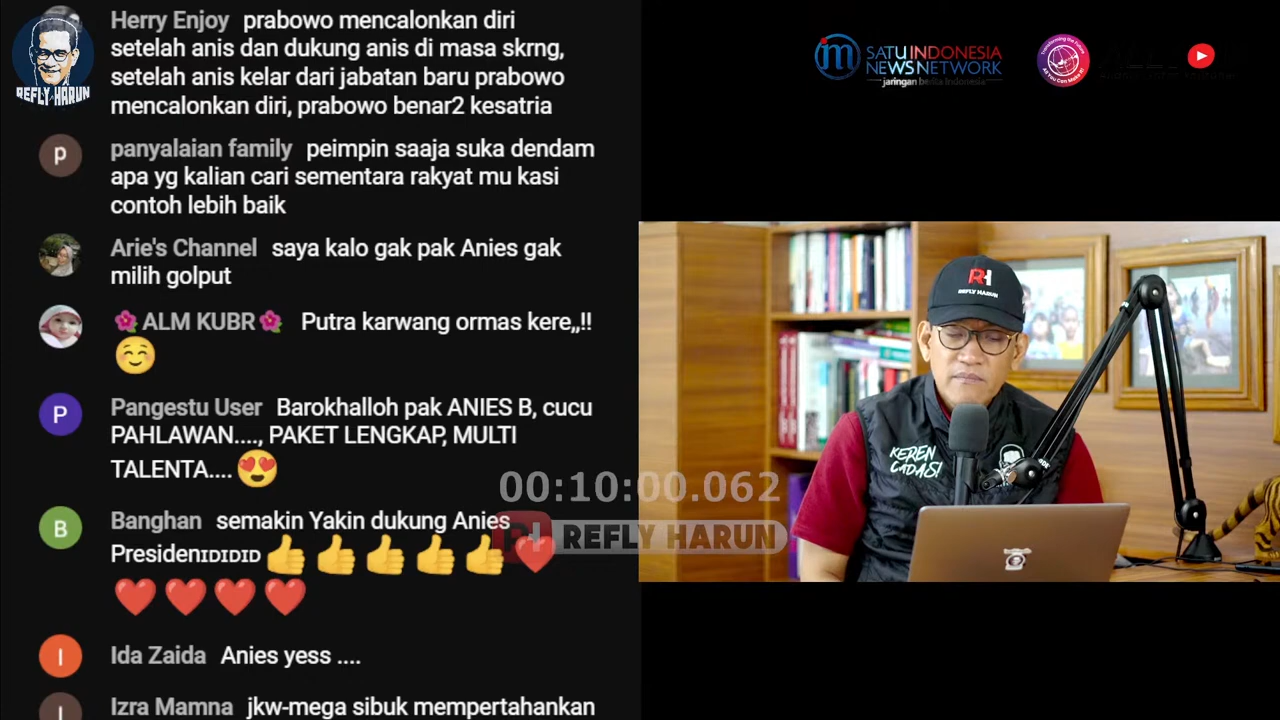 Herry Enjoy prabowo mencalonkan diri
setelah anis dan dukung anis di masa skrng,
setelah anis kelar dari jabatan baru prabowo
mencalonkan diri, prabowo benar2 kesatria
REFLY HARUN
panyalaian family peimpin saaja suka dendam
apa yg kalian cari sementara rakyat mu kasi
contoh lebih baik
Arie's Channel saya kalo gak pak Anies gak
milih golput
🌺ALM KUBR🌺 Putra karwang ormas kere,,!!
☺️
Pangestu User Barokhalloh pak ANIES B, cucu
PAHLAWAN...., PAKET LENGKAP, MULTI
TALENTA....😍
Banghan semakin Yakin dukung Anies
Presidenɪᴅɪᴅɪᴅ👍👍👍👍👍❤️
❤️❤️❤️❤️
Ida Zaida Anies yess ....
Izra Mamna jkw-mega sibuk mempertahankan
P
P
B
I
I
00:10:00.062
RH REFLY HARUN
SATU INDONESIA
NEWS NETWORK
jaringan berita Indonesia
RH
REFLY HARUN
KEREN
CADAS!